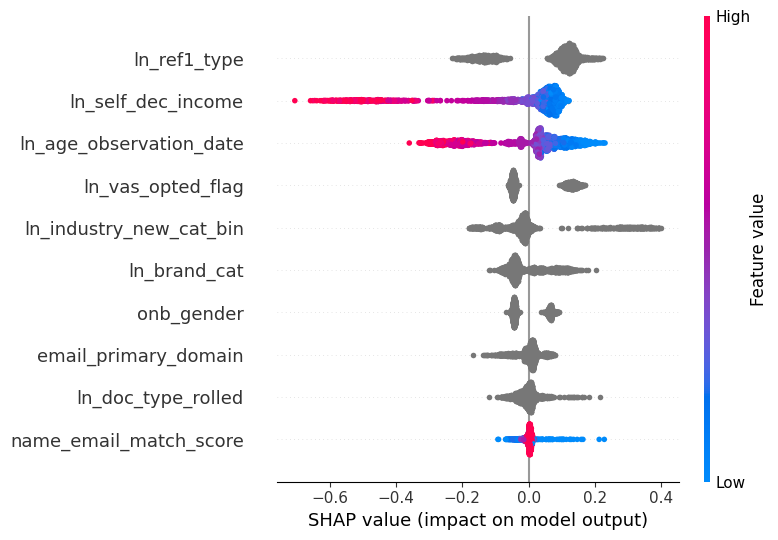 High
ln_ref1_type
ln_self_dec_income
ln_age_observation_date
ln_vas_opted_flag
ln_industry_new_cat_bin
ln_brand_cat
onb_gender
email_primary_domain
ln_doc_type_rolled
name_email_match_score
Feature value
Low
−0.6 −0.4 −0.2 0.0 0.2 0.4
SHAP value (impact on model output)